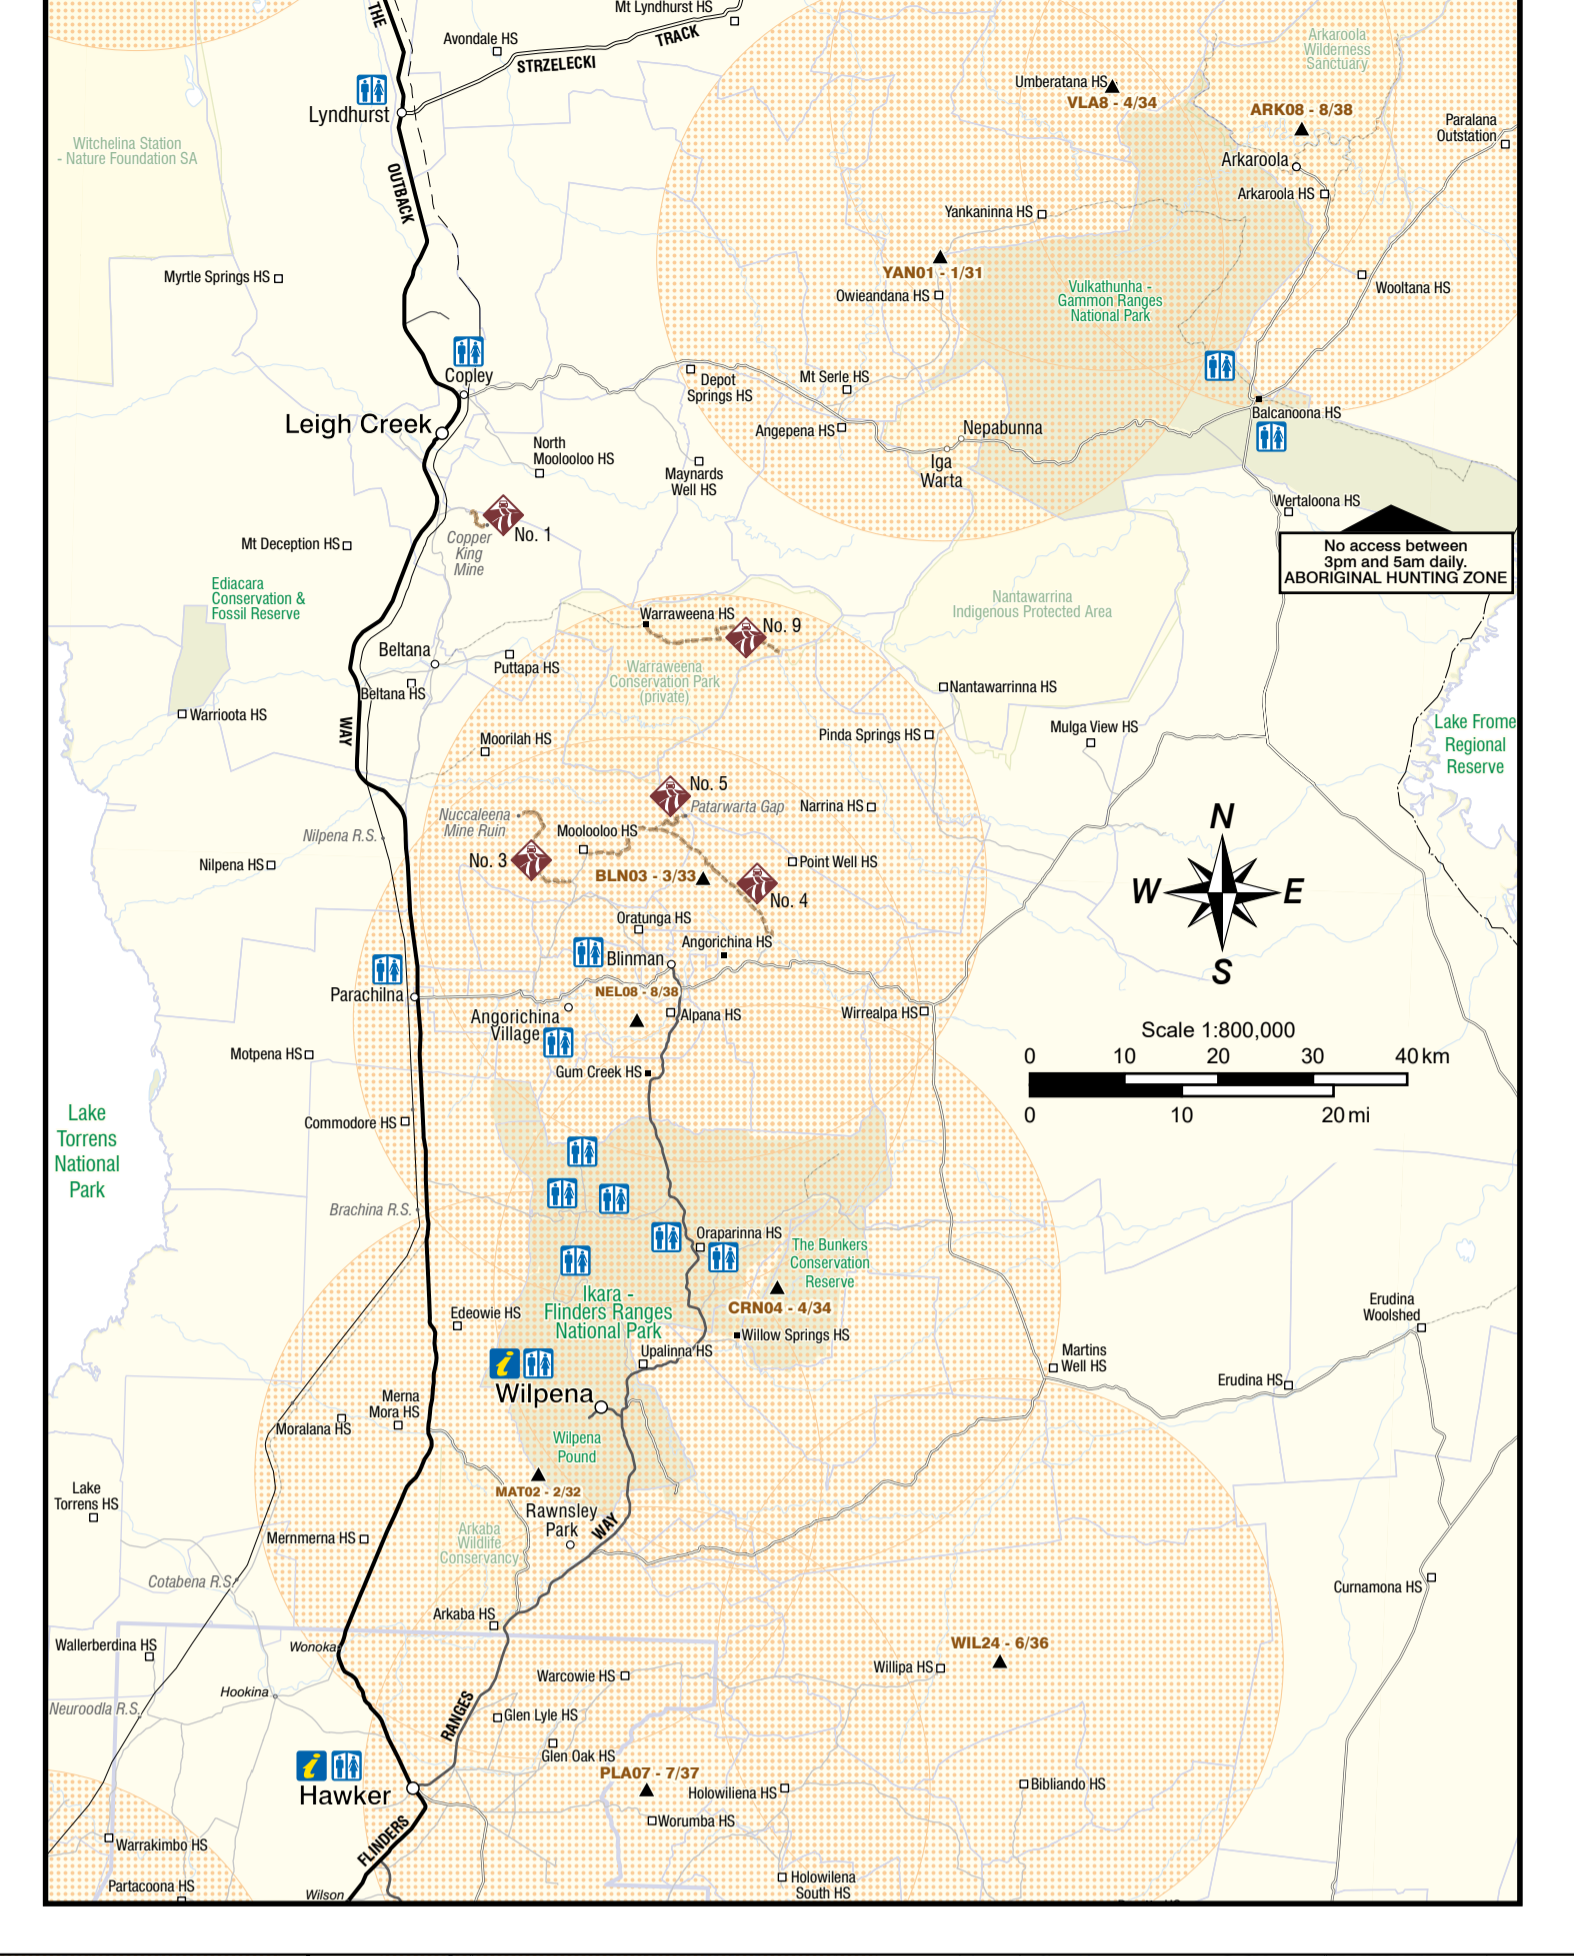 THE
Mt Lyndhurst HS
Avondale HS
STRZELECKI
TRACK
Arkaroola
Wilderness
Sanctuary
Umberatana HS
VLA8 - 4/34
ARK08 - 8/38
Paralana
Outstation
Lyndhurst
Witchelina Station
- Nature Foundation SA
Arkaroola
Arkaroola HS
OUTBACK
Yankaninna HS
YAN01 - 1/31
Owieandana HS
Myrtle Springs HS
Vulkathunha -
Gammon Ranges
National Park
Wooltana HS
Copley
Depot
Springs HS
Mt Serle HS
Leigh Creek
Angepena HS
Nepabunna
Balcanoona HS
North
Moolooloo HS
Iga
Warta
Maynards
Well HS
Wertaloona HS
No. 1
Copper
King
Mine
Mt Deception HS
No access between
3pm and 5am daily.
ABORIGINAL HUNTING ZONE
Ediacara
Conservation &
Fossil Reserve
Nantawarrina
Indigenous Protected Area
Warraweena HS
No. 9
Beltana
Puttapa HS
Warraweena
Conservation Park
(private)
Beltana HS
Nantawarrinna HS
Warrioota HS
WAY
Moorilah HS
Pinda Springs HS
Mulga View HS
Lake Frome
Regional
Reserve
No. 5
Patarwarta Gap
Narrina HS
Nuccaleena
Mine Ruin
Moolooloo HS
Nilpena R.S.
No. 3
Nilpena HS
Point Well HS
BLN03 - 3/33
No. 4
N
W
E
S
Oratunga HS
Angorichina HS
Blinman
Parachilna
NEL08 - 8/38
Angorichina
Village
Alpana HS
Wirrealpa HS
Scale 1:800,000
0 10 20 30 40 km
0 10 20 mi
Motpena HS
Gum Creek HS
Lake
Torrens
National
Park
Commodore HS
Brachina R.S.
Oraparinna HS
The Bunkers
Conservation
Reserve
Ikara -
Flinders Ranges
National Park
CRN04 - 4/34
Edeowie HS
Willow Springs HS
Erudina
Woolshed
Upalinna HS
Martins
Well HS
i
Wilpena
Erudina HS
Merna
Mora HS
Moralana HS
Wilpena
Pound
Lake
Torrens HS
MAT02 - 2/32
Rawnsley
Park
WAY
Mernmerna HS
Arkaba
Wildlife
Conservancy
Cotabena R.S.
Curnamona HS
Arkaba HS
Wallerberdina HS
Wonoka
WIL24 - 6/36
Willipa HS
Warcowie HS
Hookina
Neuroodla R.S.
RANGES
Glen Lyle HS
Glen Oak HS
i
Hawker
PLA07 - 7/37
Holowiliena HS
Bibliando HS
Worumba HS
FLINDERS
Warrakimbo HS
Holowilena
South HS
Partacoona HS
Wilson